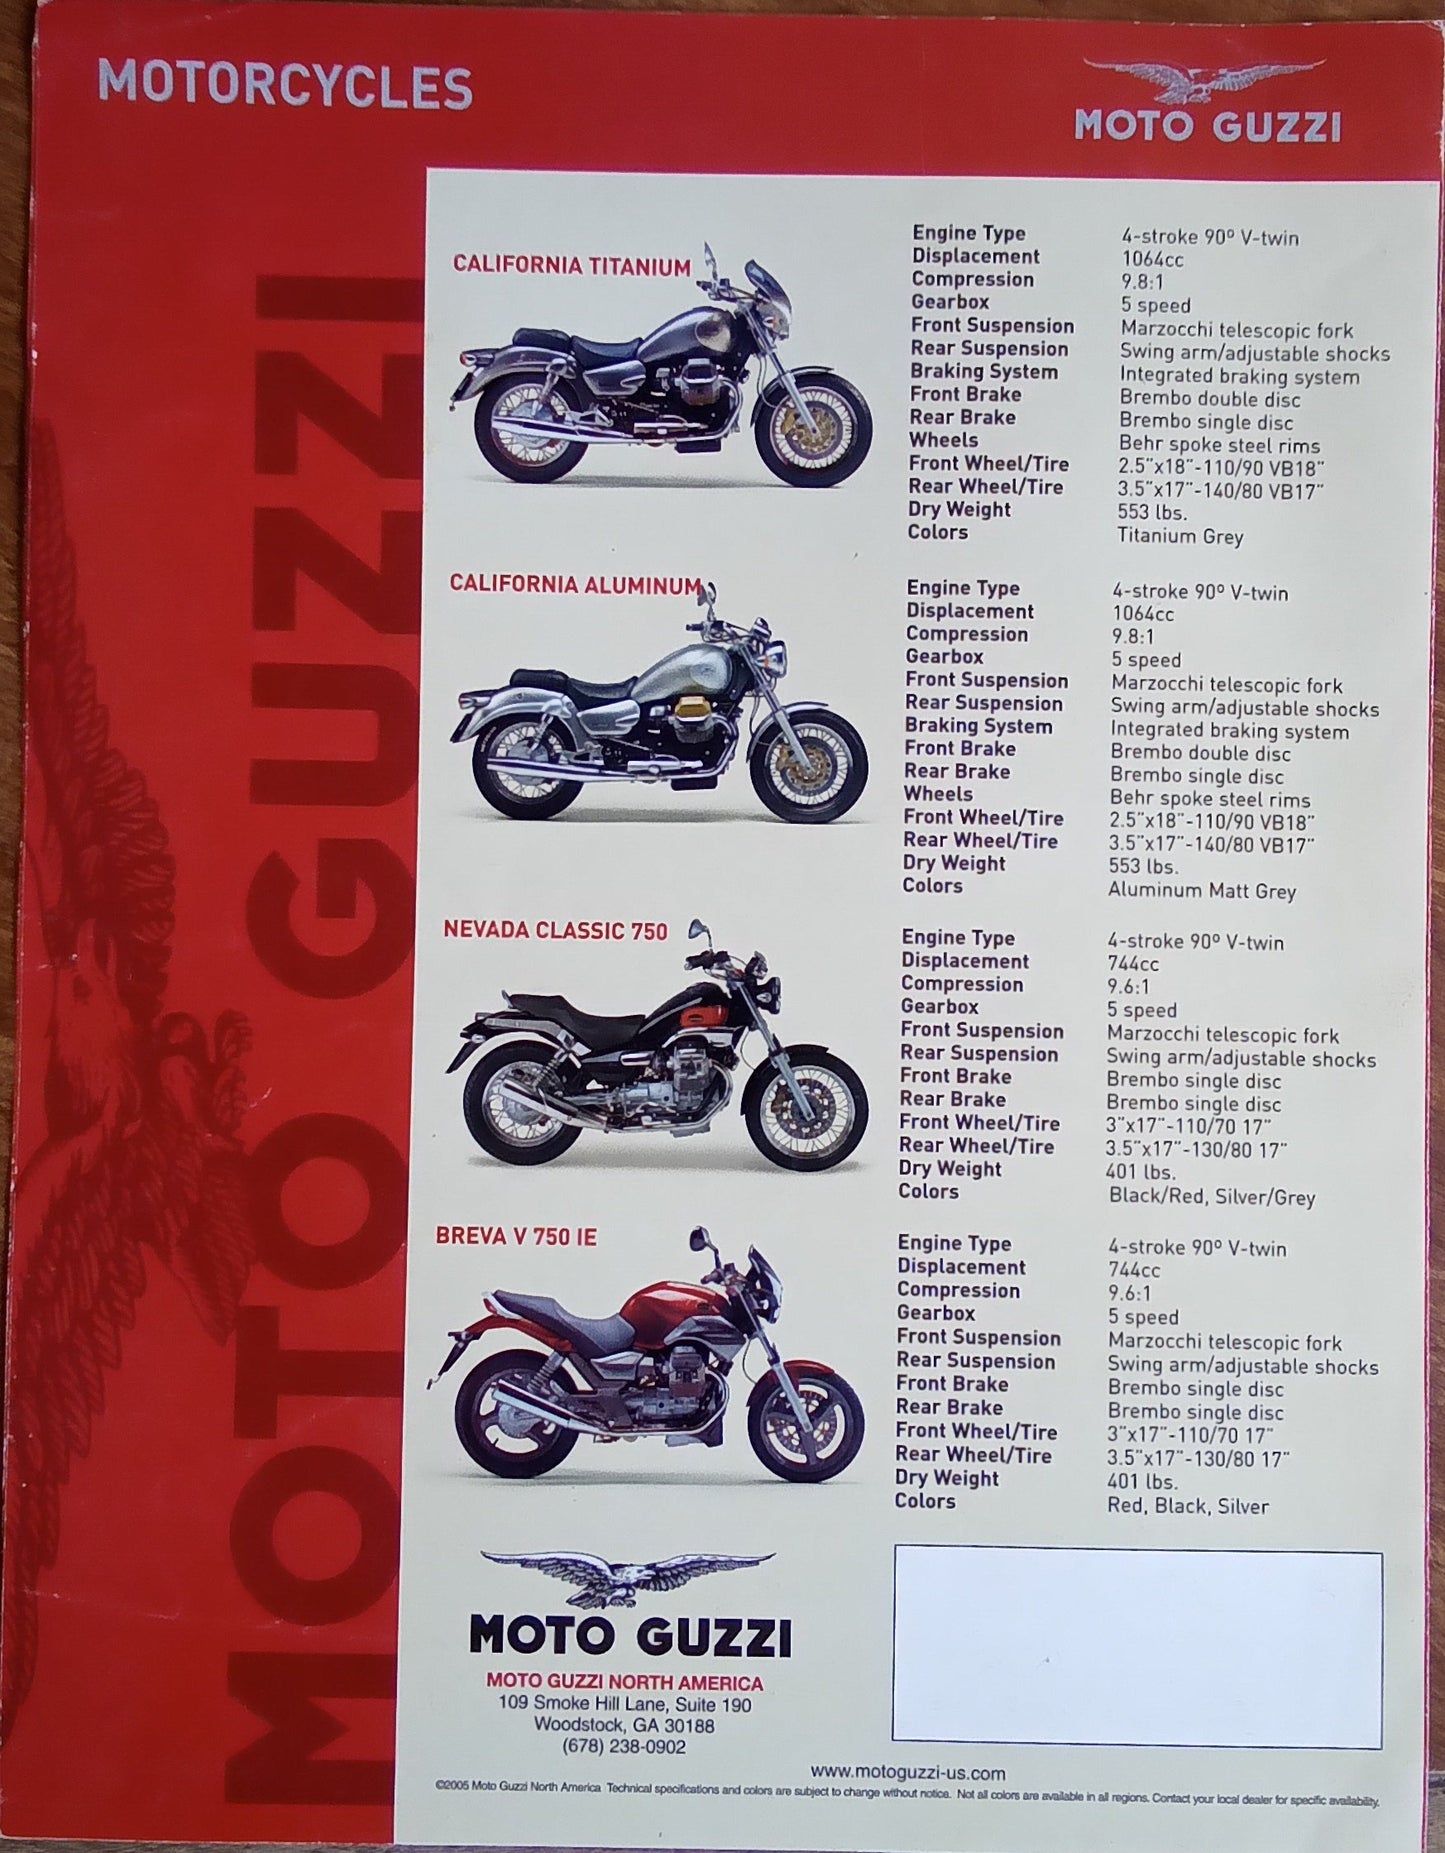 MOTORCYCLES
MOTO GUZZI
MOTO GUZZI
CALIFORNIA TITANIUM
Engine Type 4-stroke 90º V-twin
Displacement 1064cc
Compression 9.8:1
Gearbox 5 speed
Front Suspension Marzocchi telescopic fork
Rear Suspension Swing arm/adjustable shocks
Braking System Integrated braking system
Front Brake Brembo double disc
Rear Brake Brembo single disc
Wheels Behr spoke steel rims
Front Wheel/Tire 2.5"x18"-110/90 VB18"
Rear Wheel/Tire 3.5"x17"-140/80 VB17"
Dry Weight 553 lbs.
Colors Titanium Grey
CALIFORNIA ALUMINUM
Engine Type 4-stroke 90º V-twin
Displacement 1064cc
Compression 9.8:1
Gearbox 5 speed
Front Suspension Marzocchi telescopic fork
Rear Suspension Swing arm/adjustable shocks
Braking System Integrated braking system
Front Brake Brembo double disc
Rear Brake Brembo single disc
Wheels Behr spoke steel rims
Front Wheel/Tire 2.5"x18"-110/90 VB18"
Rear Wheel/Tire 3.5"x17"-140/80 VB17"
Dry Weight 553 lbs.
Colors Aluminum Matt Grey
NEVADA CLASSIC 750
Engine Type 4-stroke 90º V-twin
Displacement 744cc
Compression 9.6:1
Gearbox 5 speed
Front Suspension Marzocchi telescopic fork
Rear Suspension Swing arm/adjustable shocks
Front Brake Brembo single disc
Rear Brake Brembo single disc
Front Wheel/Tire 3"x17"-110/70 17"
Rear Wheel/Tire 3.5"x17"-130/80 17"
Dry Weight 401 lbs.
Colors Black/Red, Silver/Grey
BREVA V 750 IE
Engine Type 4-stroke 90º V-twin
Displacement 744cc
Compression 9.6:1
Gearbox 5 speed
Front Suspension Marzocchi telescopic fork
Rear Suspension Swing arm/adjustable shocks
Front Brake Brembo single disc
Rear Brake Brembo single disc
Front Wheel/Tire 3"x17"-110/70 17"
Rear Wheel/Tire 3.5"x17"-130/80 17"
Dry Weight 401 lbs.
Colors Red, Black, Silver
MOTO GUZZI
MOTO GUZZI NORTH AMERICA
109 Smoke Hill Lane, Suite 190
Woodstock, GA 30188
(678) 238-0902
www.motoguzzi-us.com
©2005 Moto Guzzi North America Technical specifications and colors are subject to change without notice. Not all colors are available in all regions. Contact your local dealer for specific availability.